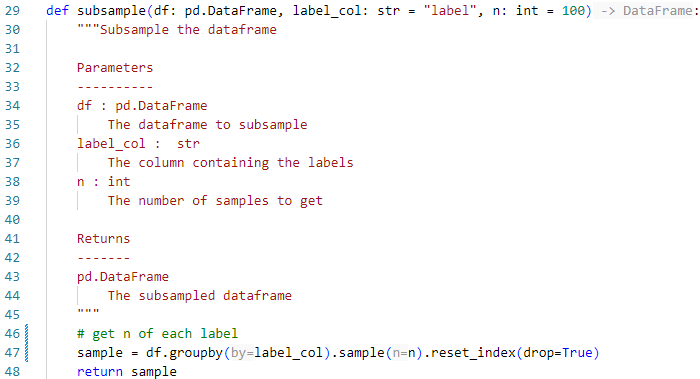 29 def subsample(df: pd.DataFrame, label_col: str = "label", n: int = 100) -> DataFrame:
30 """Subsample the dataframe
31
32 Parameters
33 ----------
34 df : pd.DataFrame
35 The dataframe to subsample
36 label_col :  str
37 The column containing the labels
38 n : int
39 The number of samples to get
40
41 Returns
42 -------
43 pd.DataFrame
44 The subsampled dataframe
45 """
46 # get n of each label
47 sample = df.groupby(by=label_col).sample(n=n).reset_index(drop=True)
48 return sample